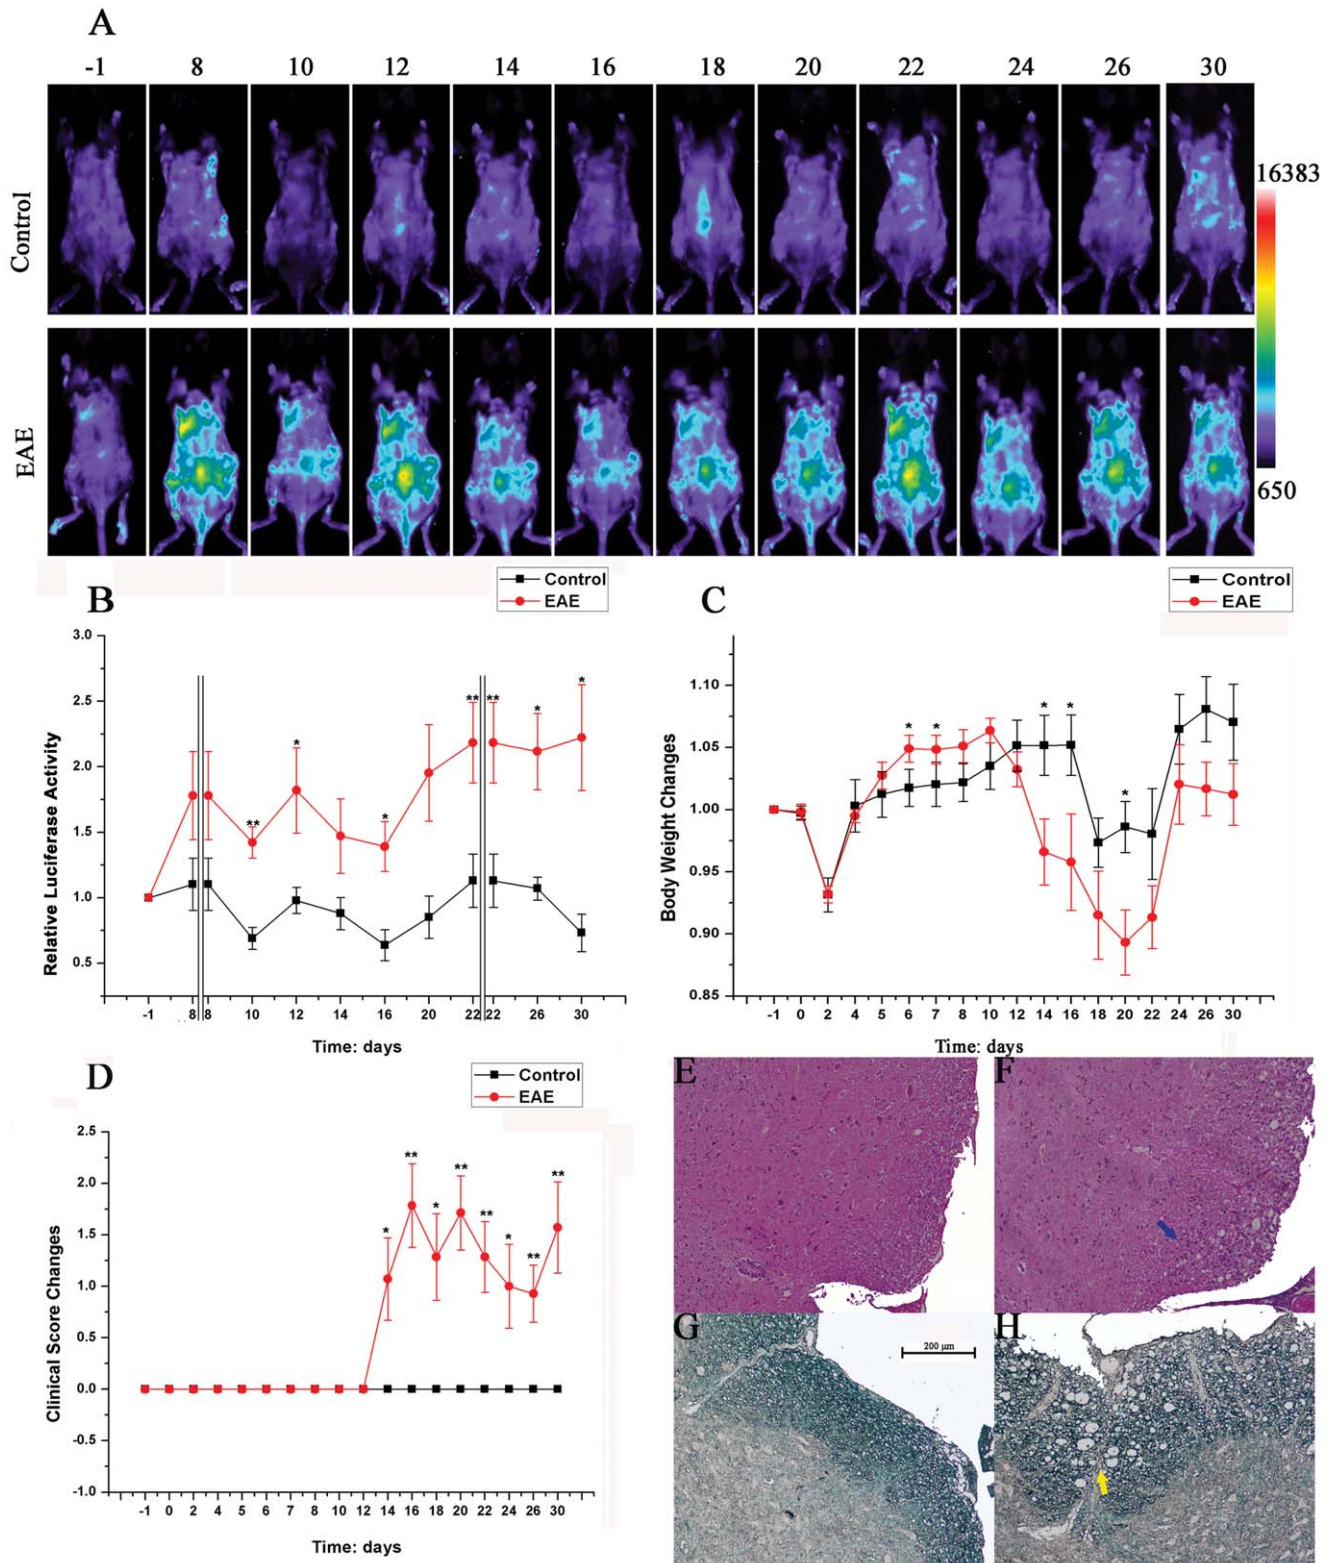 A
-1 8 10 12 14 16 18 20 22 24 26 30
Control
16383
EAE
650
B
Control
EAE
3.0
2.5
2.0
1.5
1.0
0.5
Relative Luciferase Activity
** * * ** ** * *
-1 8 8 10 12 14 16 20 22 22 26 30
Time: days
C
Control
EAE
1.10
1.05
1.00
0.95
0.90
0.85
Body Weight Changes
* * * * *
-1 0 2 4 5 6 7 8 10 12 14 16 18 20 22 24 26 30
Time: days
D
Control
EAE
2.5
2.0
1.5
1.0
0.5
0.0
-0.5
-1.0
Clinical Score Changes
* ** * ** ** * ** **
-1 0 2 4 5 6 7 8 10 12 14 16 18 20 22 24 26 30
Time: days
E
F
G
200 μm
H